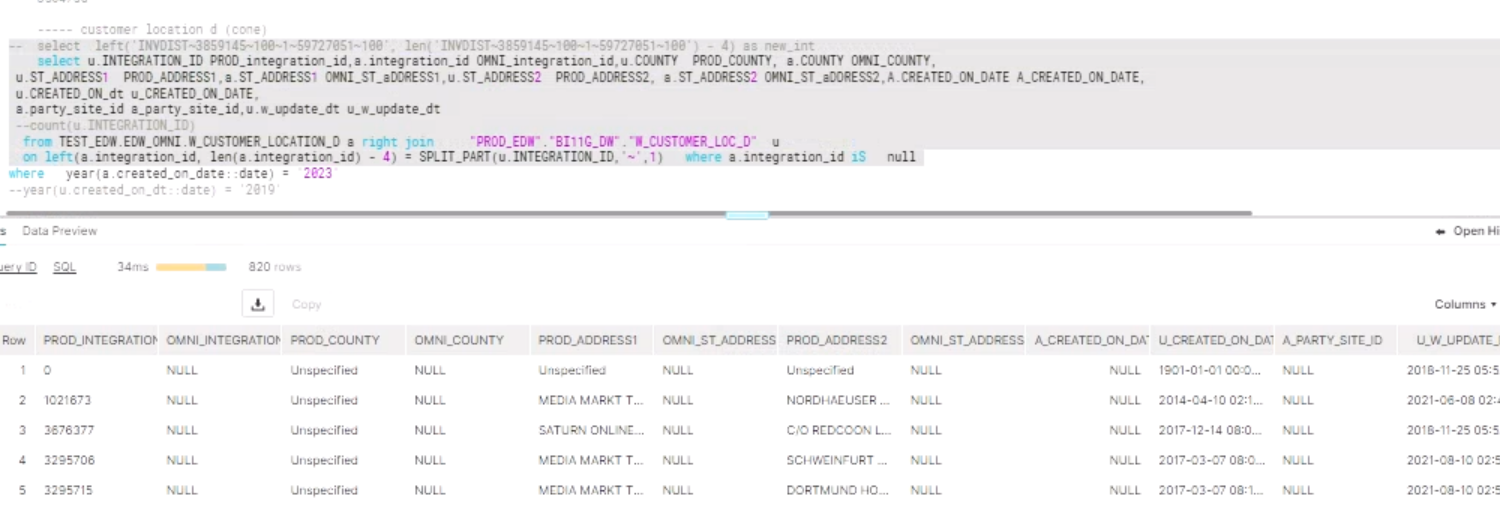 ----- customer location d (cone)
-- select left('INVDIST~3859145~100~1~59727051~100', len('INVDIST~3859145~100~1~59727051~100') - 4) as new_int
select u.INTEGRATION_ID PROD_integration_id,a.integration_id OMNI_integration_id,u.COUNTY PROD_COUNTY, a.COUNTY OMNI_COUNTY,
u.ST_ADDRESS1 PROD_ADDRESS1,a.ST_ADDRESS1 OMNI_ST_aDDRESS1,u.ST_ADDRESS2 PROD_ADDRESS2, a.ST_ADDRESS2 OMNI_ST_aDDRESS2,A.CREATED_ON_DATE A_CREATED_ON_DATE,
u.CREATED_ON_dt u_CREATED_ON_DATE,
a.party_site_id a_party_site_id,u.w_update_dt u_w_update_dt
--count(u.INTEGRATION_ID)
from TEST_EDW.EDW_OMNI.W_CUSTOMER_LOCATION_D a right join "PROD_EDW"."BI11G_DW"."W_CUSTOMER_LOC_D" u
on left(a.integration_id, len(a.integration_id) - 4) = SPLIT_PART(u.INTEGRATION_ID,'~',1) where a.integration_id iS null
where year(a.created_on_date::date) = '2023'
--year(u.created_on_dt::date) = '2019'
s Data Preview Open Hi
uery ID SQL 34ms 820 rows
Copy Columns
Row PROD_INTEGRATION OMNI_INTEGRATION PROD_COUNTY OMNI_COUNTY PROD_ADDRESS1 OMNI_ST_ADDRESS PROD_ADDRESS2 OMNI_ST_ADDRESS A_CREATED_ON_DA U_CREATED_ON_DA A_PARTY_SITE_ID U_W_UPDATE_
1 0 NULL Unspecified NULL Unspecified NULL Unspecified NULL NULL 1901-01-01 00:0... NULL 2018-11-25 05:5
2 1021673 NULL Unspecified NULL MEDIA MARKT T... NULL NORDHAEUSER ... NULL NULL 2014-04-10 02:1... NULL 2021-06-08 02:4
3 3676377 NULL Unspecified NULL SATURN ONLINE... NULL C/O REDCOON L... NULL NULL 2017-12-14 08:0... NULL 2018-11-25 05:5
4 3295706 NULL Unspecified NULL MEDIA MARKT T... NULL SCHWEINFURT ... NULL NULL 2017-03-07 08:0... NULL 2021-08-10 02:5
5 3295715 NULL Unspecified NULL MEDIA MARKT T... NULL DORTMUND HO... NULL NULL 2017-03-07 08:1... NULL 2021-08-10 02:5